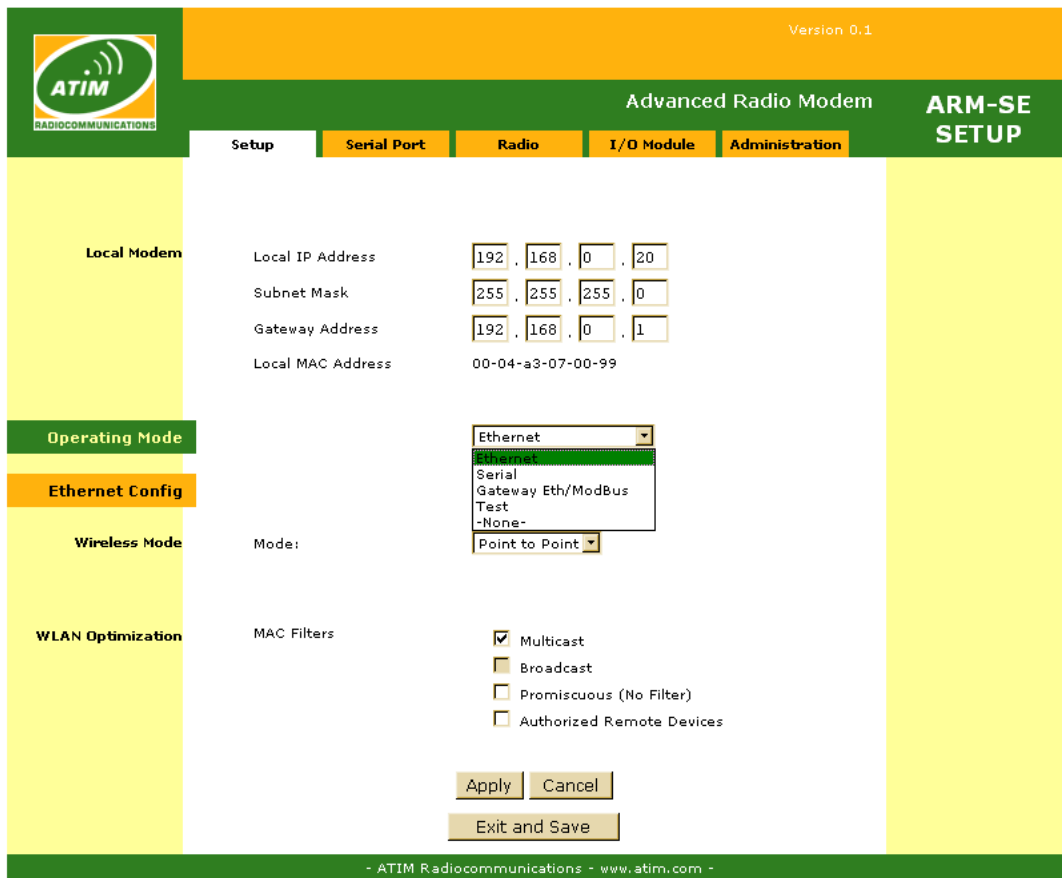 Version 0.1
ATIM
RADIOCOMMUNICATIONS
Advanced Radio Modem
ARM-SE
SETUP
Setup Serial Port Radio I/O Module Administration
Local Modem
Local IP Address 192 . 168 . 0 . 20
Subnet Mask 255 . 255 . 255 . 0
Gateway Address 192 . 168 . 0 . 1
Local MAC Address 00-04-a3-07-00-99
Operating Mode Ethernet
Ethernet
Serial
Gateway Eth/ModBus
Test
-None-
Ethernet Config
Wireless Mode Mode: Point to Point
WLAN Optimization MAC Filters Multicast
Broadcast
Promiscuous (No Filter)
Authorized Remote Devices
Apply Cancel
Exit and Save
- ATIM Radiocommunications - www.atim.com -